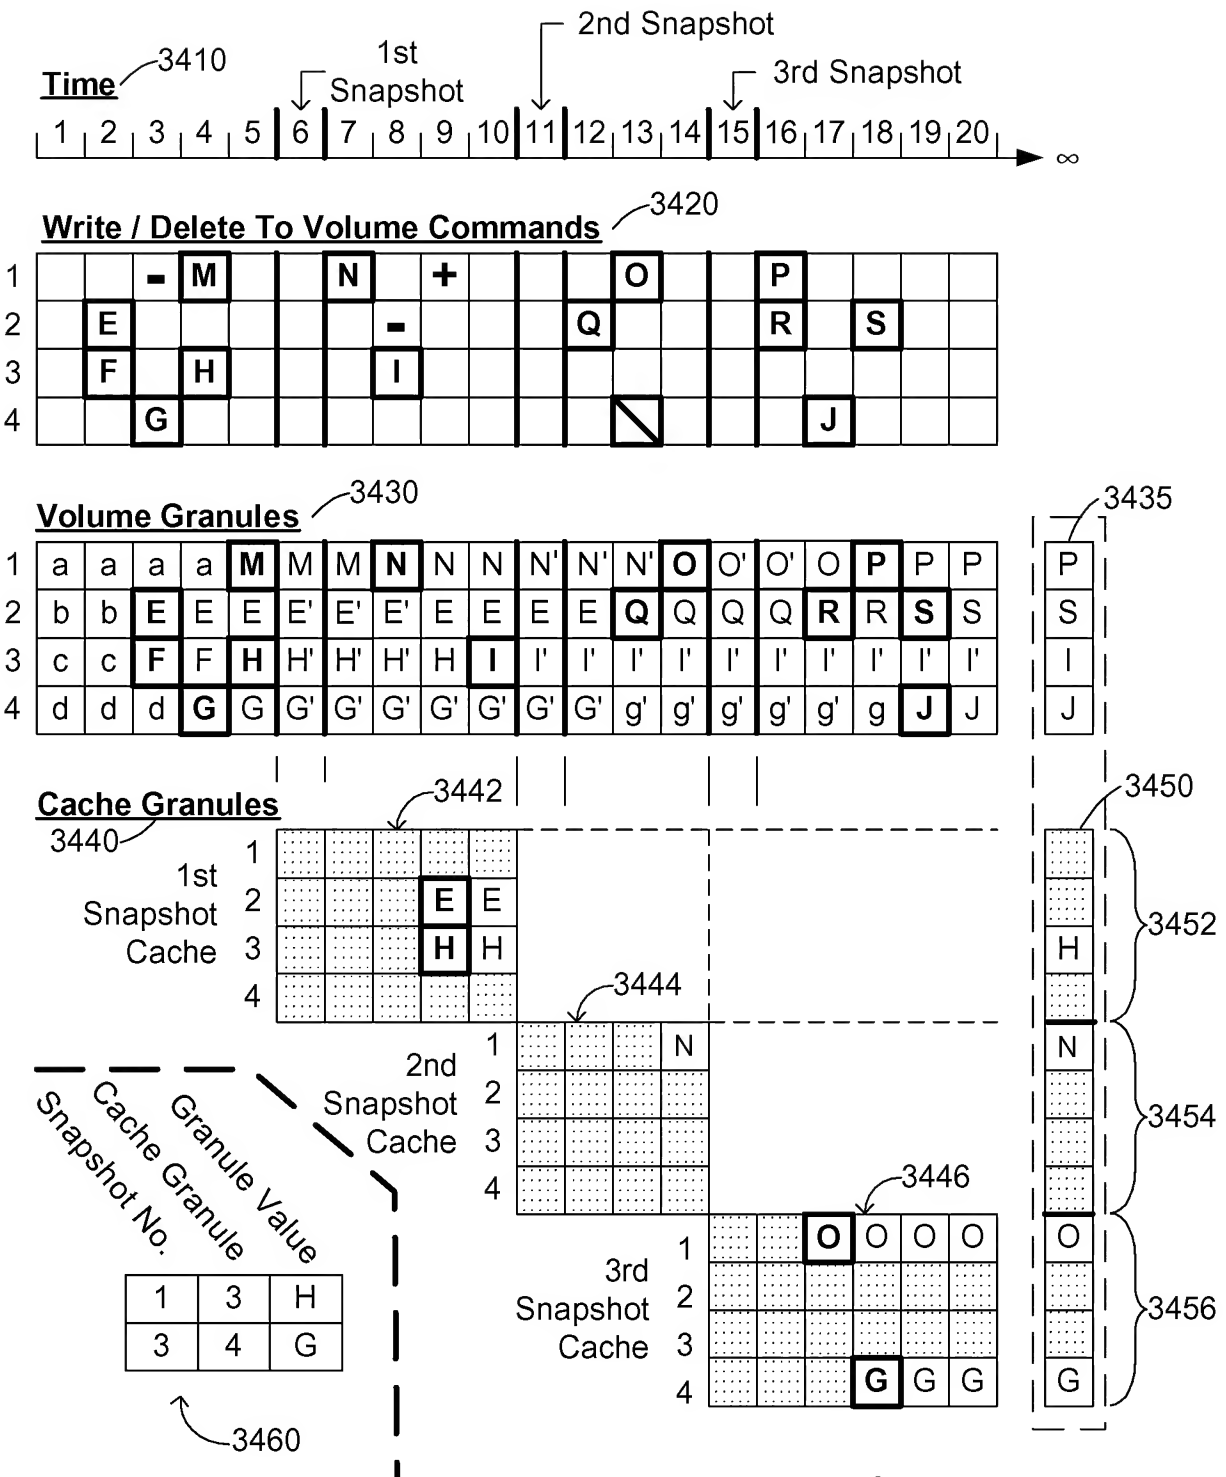 2nd Snapshot
1st
Snapshot
3rd Snapshot
Time
3410
1 2 3 4 5 6 7 8 9 10 11 12 13 14 15 16 17 18 19 20
∞
Write / Delete To Volume Commands
3420
1 - M N + O P
2 E - Q R S
3 F H I
4 G \ J
Volume Granules
3430
3435
1 a a a a M M M N N N N' N' N' O O' O' O P P P P
2 b b E E E E' E' E' E E E E Q Q Q Q R R S S S
3 c c F F H H' H' H' H I I' I' I' I' I' I' I' I' I' I' I
4 d d d G G G' G' G' G' G' G' G' g' g' g' g' g' g J J J
Cache Granules
3440
3442
3450
1st
Snapshot
Cache
1
2 E E
3 H H H
4
3452
3444
2nd
Snapshot
Cache
1 N N
2
3
4
3454
3446
3rd
Snapshot
Cache
1 O O O O O
2
3
4 G G G G
3456
Snapshot No.
Cache Granule
Granule Value
1 3 H
3 4 G
3460